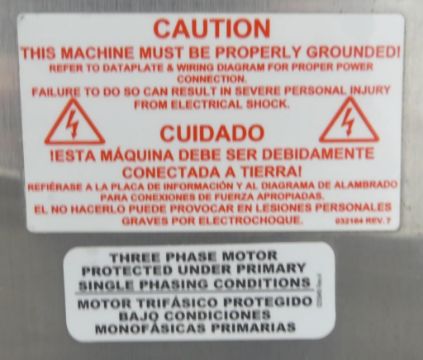 CAUTION
THIS MACHINE MUST BE PROPERLY GROUNDED!
REFER TO DATAPLATE & WIRING DIAGRAM FOR PROPER POWER
CONNECTION.
FAILURE TO DO SO CAN RESULT IN SEVERE PERSONAL INJURY
FROM ELECTRICAL SHOCK.
CUIDADO
!ESTA MÁQUINA DEBE SER DEBIDAMENTE
CONECTADA A TIERRA!
REFIÉRASE A LA PLACA DE INFORMACIÓN Y AL DIAGRAMA DE ALAMBRADO
PARA CONEXIONES DE FUERZA APROPIADAS.
EL NO HACERLO PUEDE PROVOCAR EN LESIONES PERSONALES
GRAVES POR ELECTROCHOQUE.
032164 REV. 7
THREE PHASE MOTOR
PROTECTED UNDER PRIMARY
SINGLE PHASING CONDITIONS
MOTOR TRIFÁSICO PROTEGIDO
BAJO CONDICIONES
MONOFÁSICAS PRIMARIAS